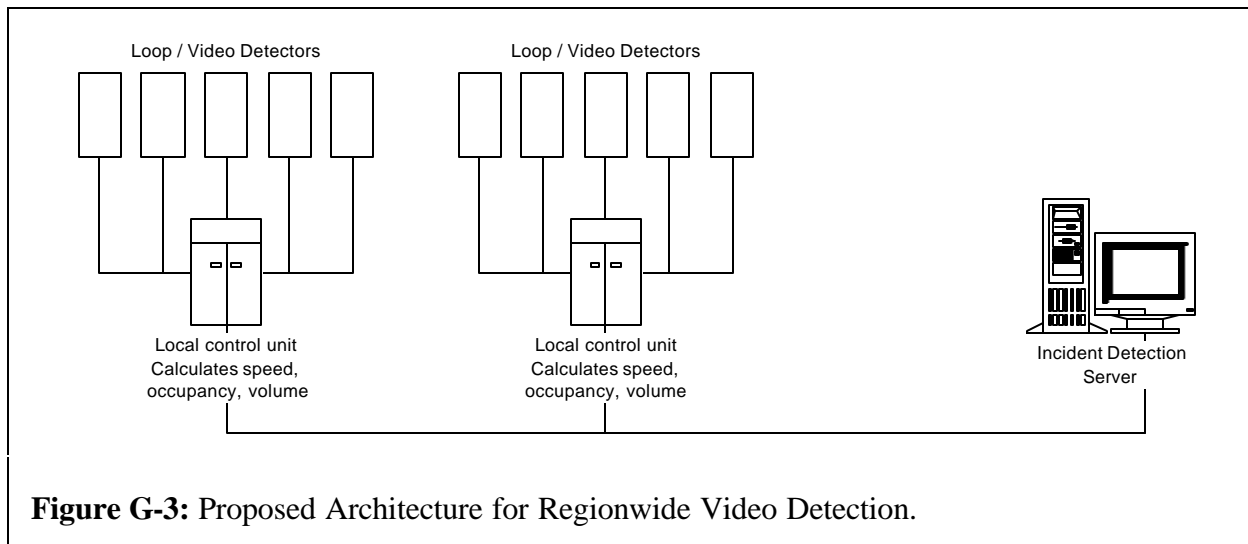 Loop / Video Detectors
Loop / Video Detectors
Local control unit
Calculates speed,
occupancy, volume
Local control unit
Calculates speed,
occupancy, volume
Incident Detection
Server
Figure G-3: Proposed Architecture for Regionwide Video Detection.